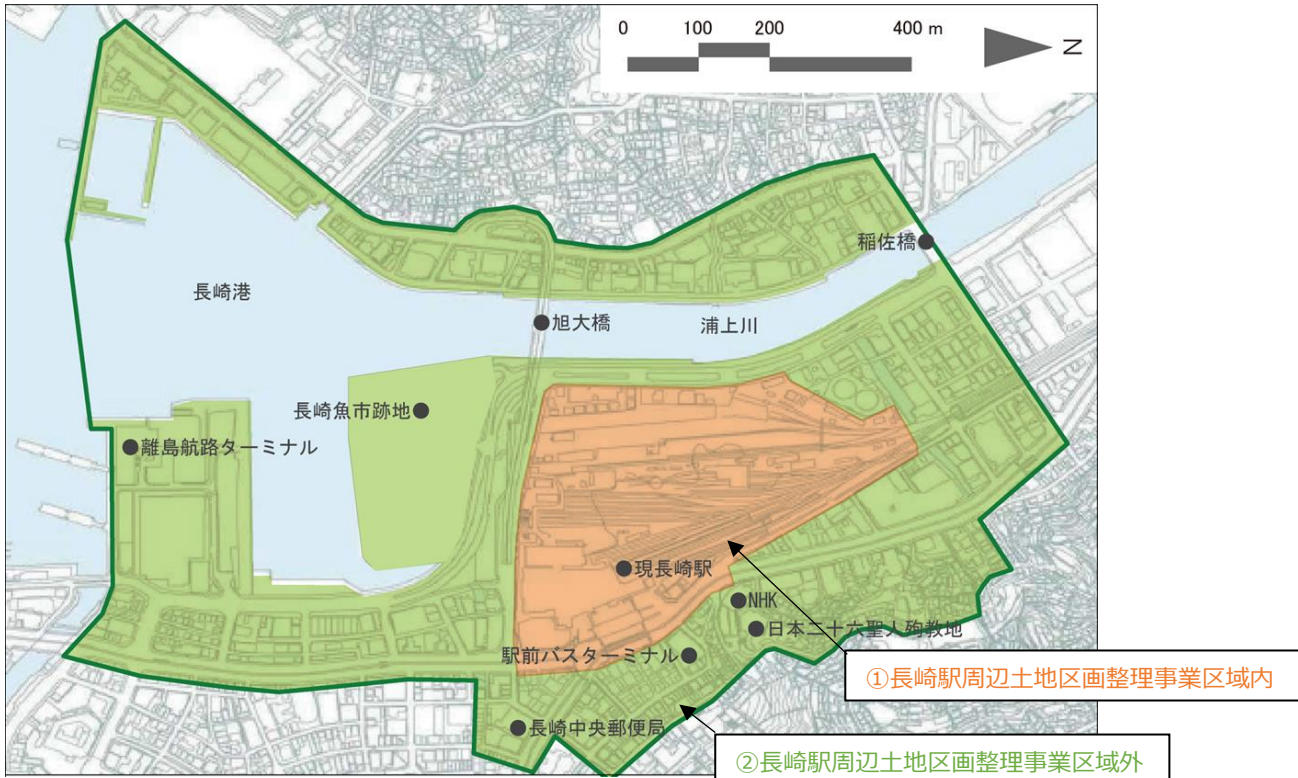 0 100 200 400 m
N
稲佐橋
長崎港
旭大橋
浦上川
長崎魚市跡地
離島航路ターミナル
現長崎駅
NHK
日本二十六聖人殉教地
駅前バスターミナル
①長崎駅周辺土地区画整理事業区域内
長崎中央郵便局
②長崎駅周辺土地区画整理事業区域外